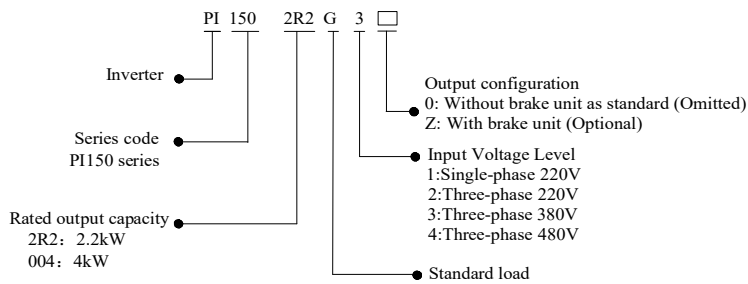 PI 150 2R2 G 3 □
Inverter
Output configuration
0: Without brake unit as standard (Omitted)
Z: With brake unit (Optional)
Series code
PI150 series
Input Voltage Level
1:Single-phase 220V
2:Three-phase 220V
3:Three-phase 380V
4:Three-phase 480V
Rated output capacity
2R2：2.2kW
004：4kW
Standard load